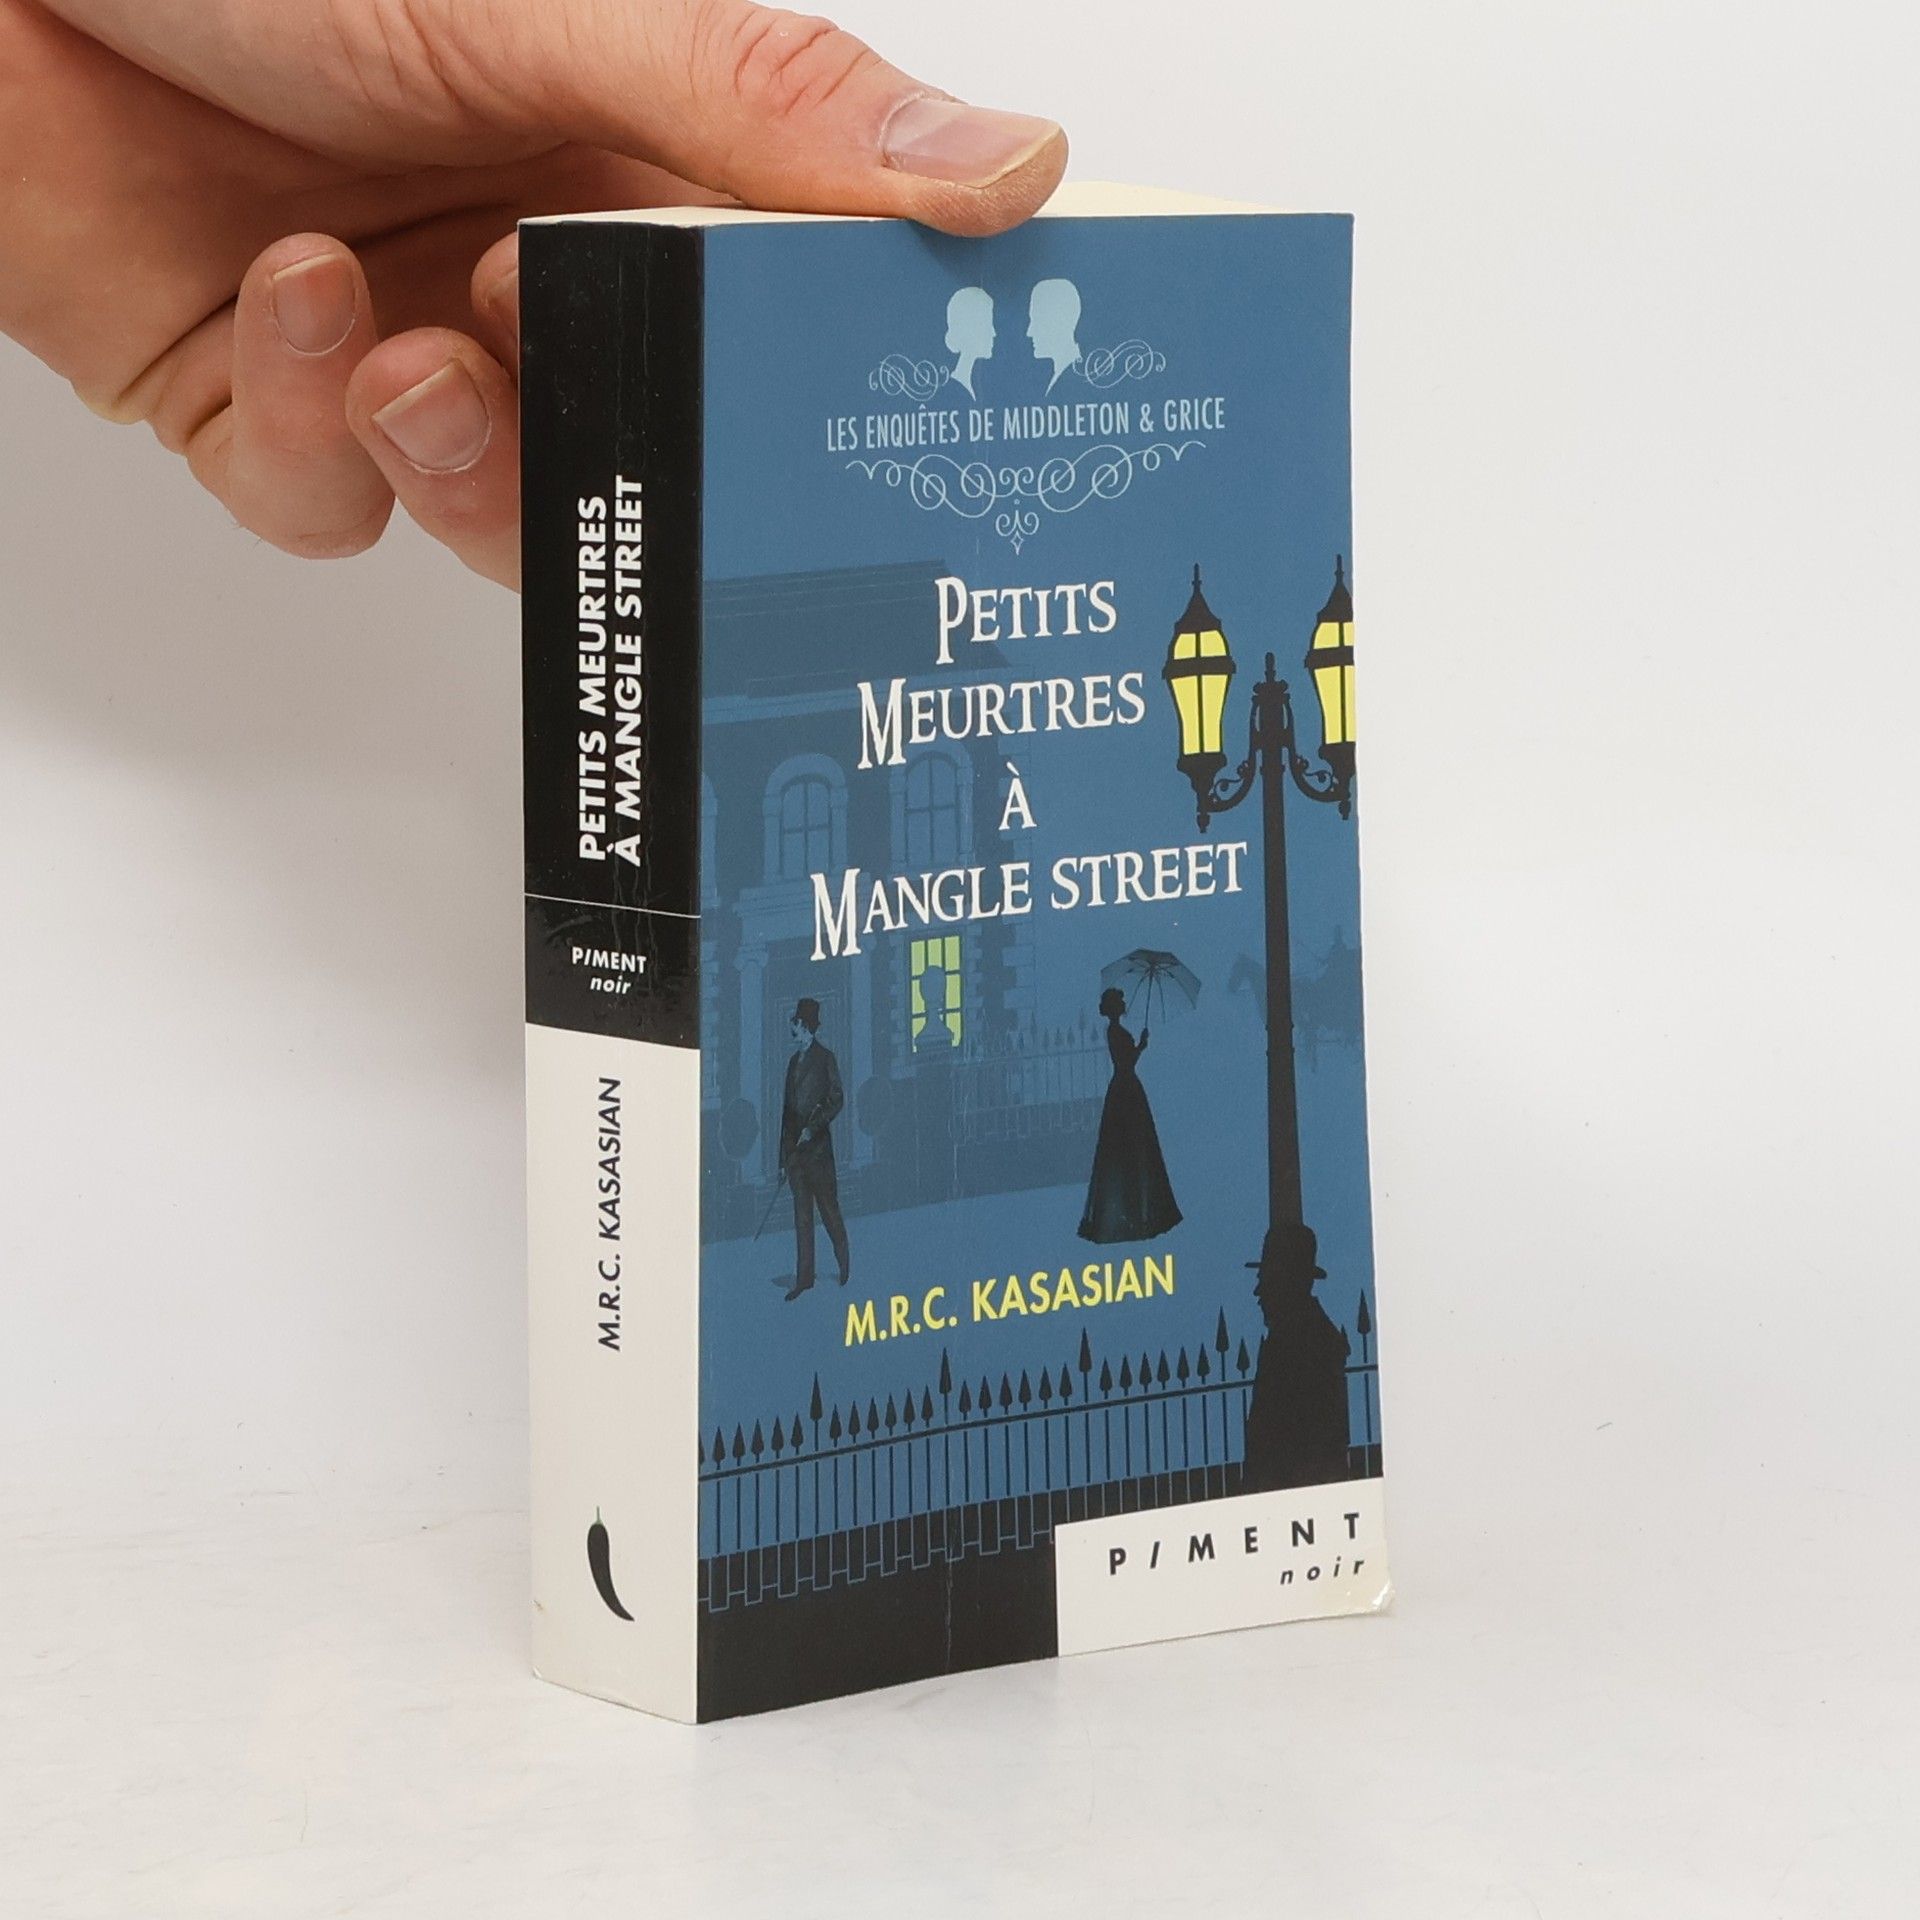 PETITS MEURTRES
À MANGLE STREET
PIMENT
noir
M.R.C. KASASIAN
LES ENQUÊTES DE MIDDLETON & GRICE
PETITS
MEURTRES
À
MANGLE STREET
M.R.C. KASASIAN
PIMENT
noir